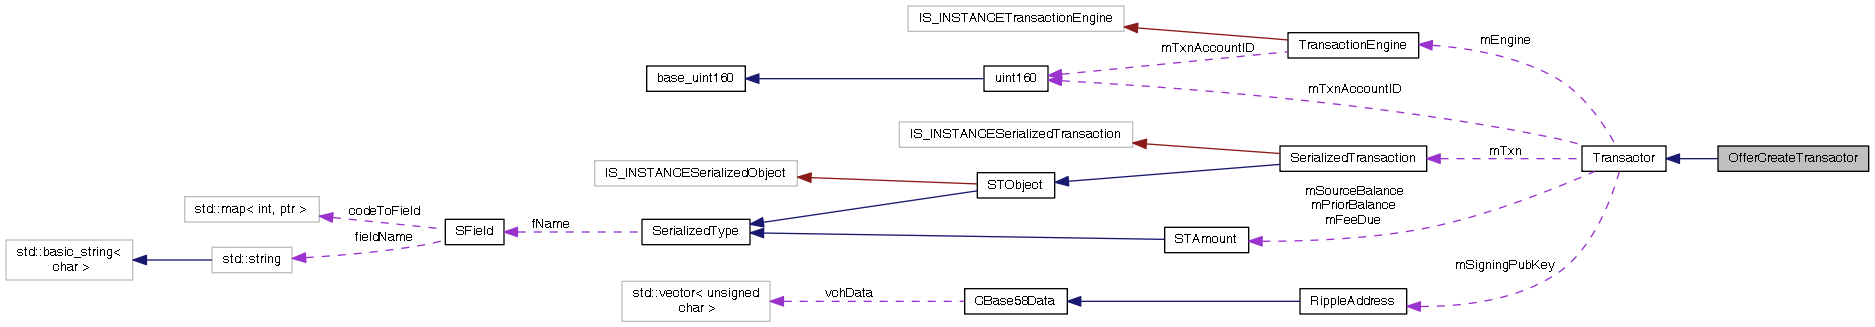 IS_INSTANCETransactionEngine
mEngine
TransactionEngine
mTxnAccountID
base_uint160
uint160
mTxnAccountID
IS_INSTANCESerializedTransaction
mTxn
SerializedTransaction
Transactor
OfferCreateTransactor
IS_INSTANCESerializedObject
STObject
mSourceBalance
mPriorBalance
mFeeDue
std::map< int, ptr >
codeToField
fName
SField
SerializedType
fieldName
STAmount
std::basic_string<
char >
std::string
mSigningPubKey
std::vector< unsigned
char >
vchData
CBase58Data
RippleAddress